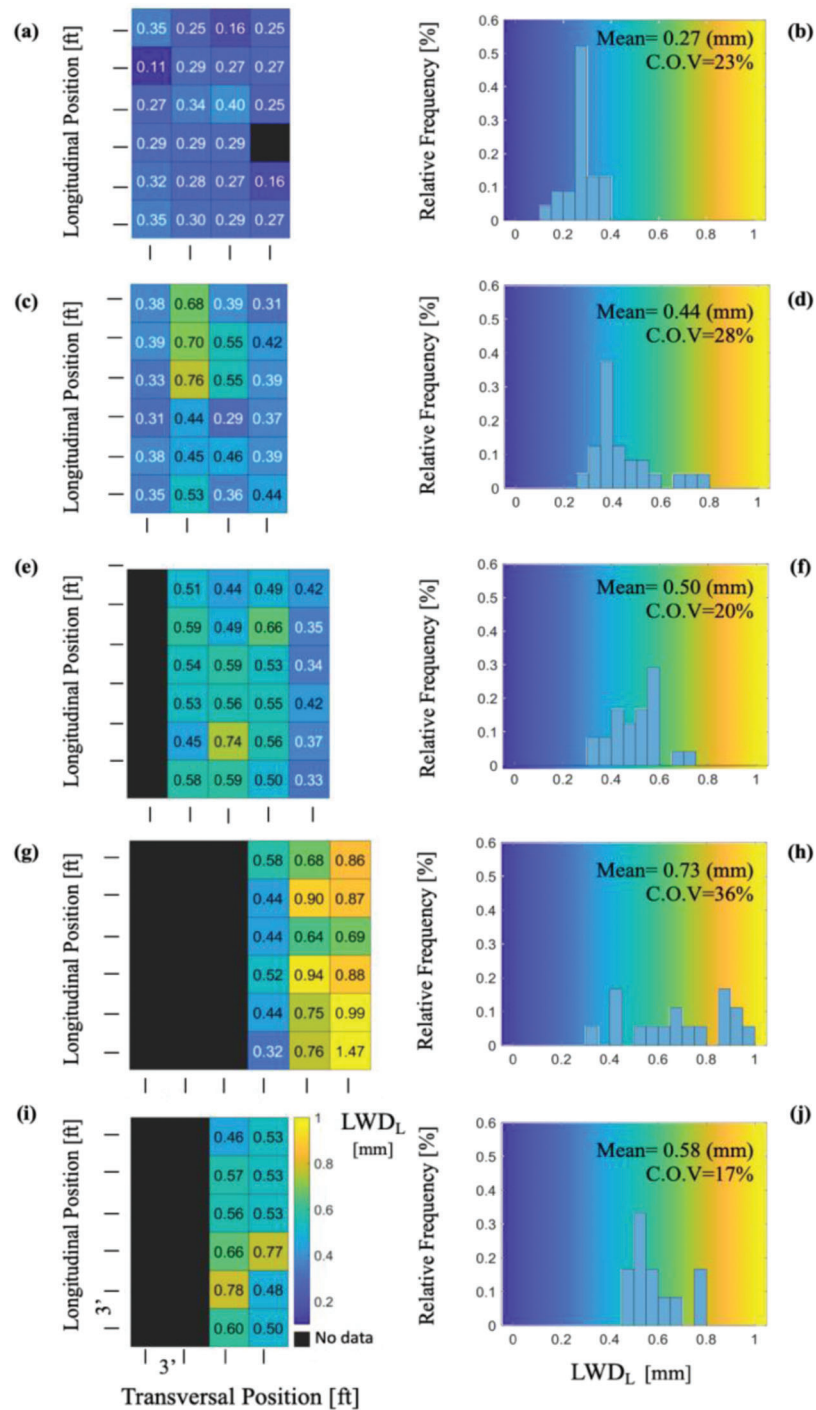 (a)
Longitudinal Position [ft]
0.35 0.25 0.16 0.25
0.11 0.29 0.27 0.27
0.27 0.34 0.40 0.25
0.29 0.29 0.29
0.32 0.28 0.27 0.16
0.35 0.30 0.29 0.27
(b)
Relative Frequency [%]
Mean= 0.27 (mm)
C.O.V=23%
0.6
0.5
0.4
0.3
0.2
0.1
0
0 0.2 0.4 0.6 0.8 1
(c)
Longitudinal Position [ft]
0.38 0.68 0.39 0.31
0.39 0.70 0.55 0.42
0.33 0.76 0.55 0.39
0.31 0.44 0.29 0.37
0.38 0.45 0.46 0.39
0.35 0.53 0.36 0.44
(d)
Relative Frequency [%]
Mean= 0.44 (mm)
C.O.V=28%
0.6
0.5
0.4
0.3
0.2
0.1
0
0 0.2 0.4 0.6 0.8 1
(e)
Longitudinal Position [ft]
0.51 0.44 0.49 0.42
0.59 0.49 0.66 0.35
0.54 0.59 0.53 0.34
0.53 0.56 0.55 0.42
0.45 0.74 0.56 0.37
0.58 0.59 0.50 0.33
(f)
Relative Frequency [%]
Mean= 0.50 (mm)
C.O.V=20%
0.6
0.5
0.4
0.3
0.2
0.1
0
0 0.2 0.4 0.6 0.8 1
(g)
Longitudinal Position [ft]
0.58 0.68 0.86
0.44 0.90 0.87
0.44 0.64 0.69
0.52 0.94 0.88
0.44 0.75 0.99
0.32 0.76 1.47
(h)
Relative Frequency [%]
Mean= 0.73 (mm)
C.O.V=36%
0.6
0.5
0.4
0.3
0.2
0.1
0
0 0.2 0.4 0.6 0.8 1
(i)
Longitudinal Position [ft]
0.46 0.53
0.57 0.53
0.56 0.53
0.66 0.77
0.78 0.48
0.60 0.50
3'
3'
Transversal Position [ft]
1
0.8
0.6
0.4
0.2
LWDL
[mm]
No data
(j)
Relative Frequency [%]
Mean= 0.58 (mm)
C.O.V=17%
0.6
0.5
0.4
0.3
0.2
0.1
0
0 0.2 0.4 0.6 0.8 1
LWDL [mm]